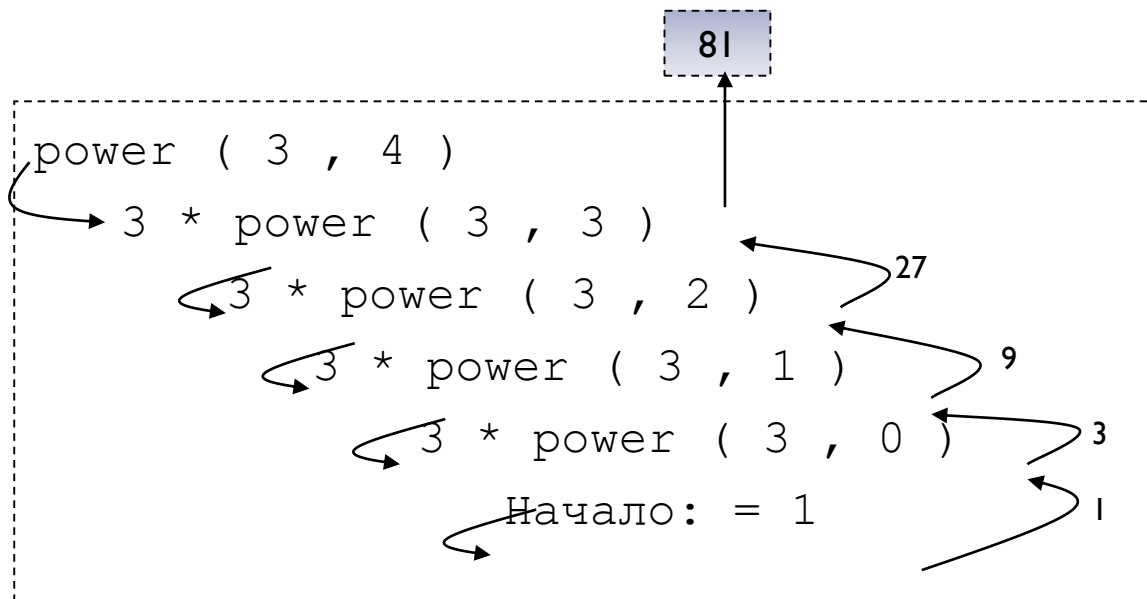 81
power ( 3 , 4 )
3 * power ( 3 , 3 )
27
3 * power ( 3 , 2 )
9
3 * power ( 3 , 1 )
3
3 * power ( 3 , 0 )
1
Начало: = 1